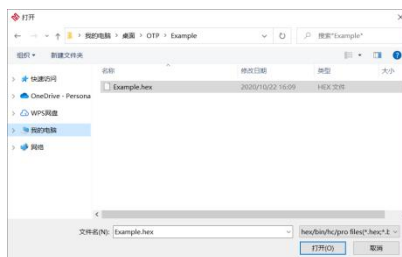 打开
我的电脑 > 桌面 > OTP > Example
搜索"Example"
组织 新建文件夹
名称 修改日期 类型 大小
快速访问
Example.hex 2020/10/22 16:09 HEX 文件
OneDrive - Persona
WPS网盘
我的电脑
网络
文件名(N): Example.hex hex/bin/hc/pro files(*.hex;*.b
打开(O) 取消